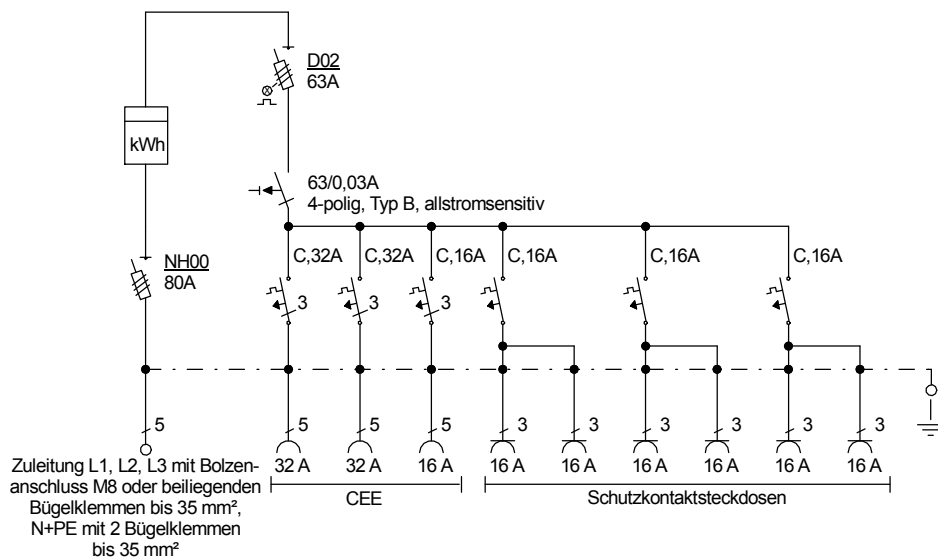 D02
63A
kWh
63/0,03A
4-polig, Typ B, allstromsensitiv
NH00
80A
C,32A
C,32A
C,16A
C,16A
C,16A
C,16A
3
3
3
5
5
5
5
3
3
3
3
3
3
32 A
32 A
16 A
16 A
16 A
16 A
16 A
16 A
16 A
Zuleitung L1, L2, L3 mit Bolzen-
anschluss M8 oder beiliegenden
Bügelklemmen bis 35 mm²,
N+PE mit 2 Bügelklemmen
bis 35 mm²
CEE
Schutzkontaktsteckdosen